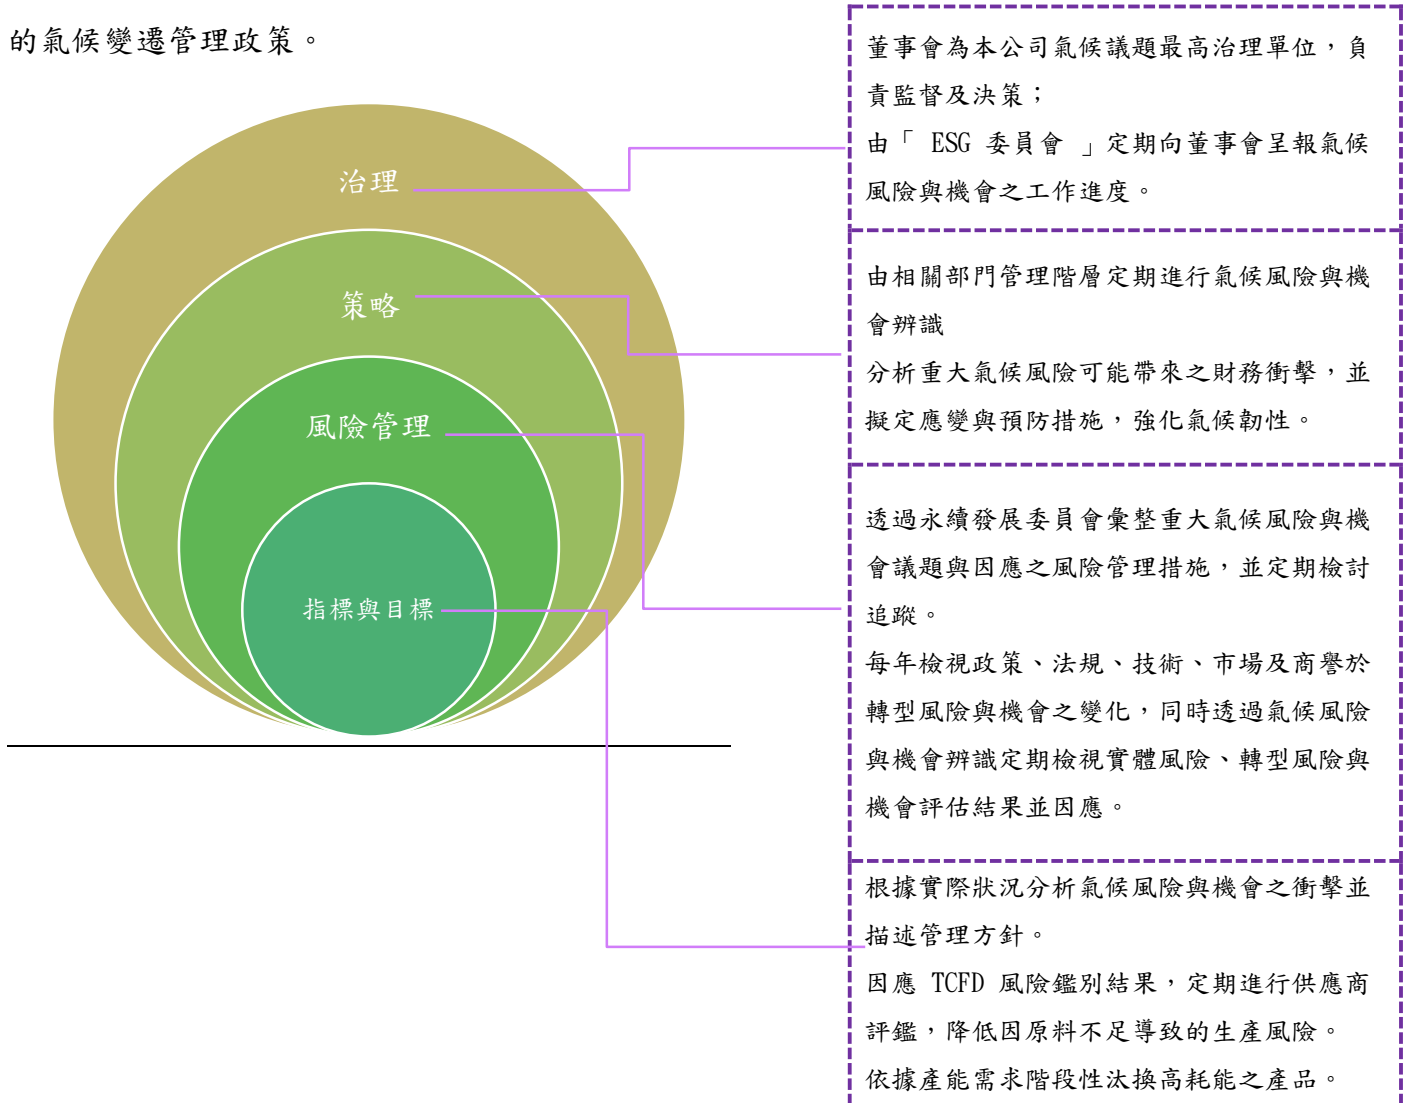 的氣候變遷管理政策。
治理
策略
風險管理
指標與目標
董事會為本公司氣候議題最高治理單位，負
責監督及決策；
由「 ESG 委員會 」定期向董事會呈報氣候
風險與機會之工作進度。
由相關部門管理階層定期進行氣候風險與機
會辨識
分析重大氣候風險可能帶來之財務衝擊，並
擬定應變與預防措施，強化氣候韌性。
透過永續發展委員會彙整重大氣候風險與機
會議題與因應之風險管理措施，並定期檢討
追蹤。
每年檢視政策、法規、技術、市場及商譽於
轉型風險與機會之變化，同時透過氣候風險
與機會辨識定期檢視實體風險、轉型風險與
機會評估結果並因應。
根據實際狀況分析氣候風險與機會之衝擊並
描述管理方針。
因應 TCFD 風險鑑別結果，定期進行供應商
評鑑，降低因原料不足導致的生產風險。
依據產能需求階段性汰換高耗能之產品。